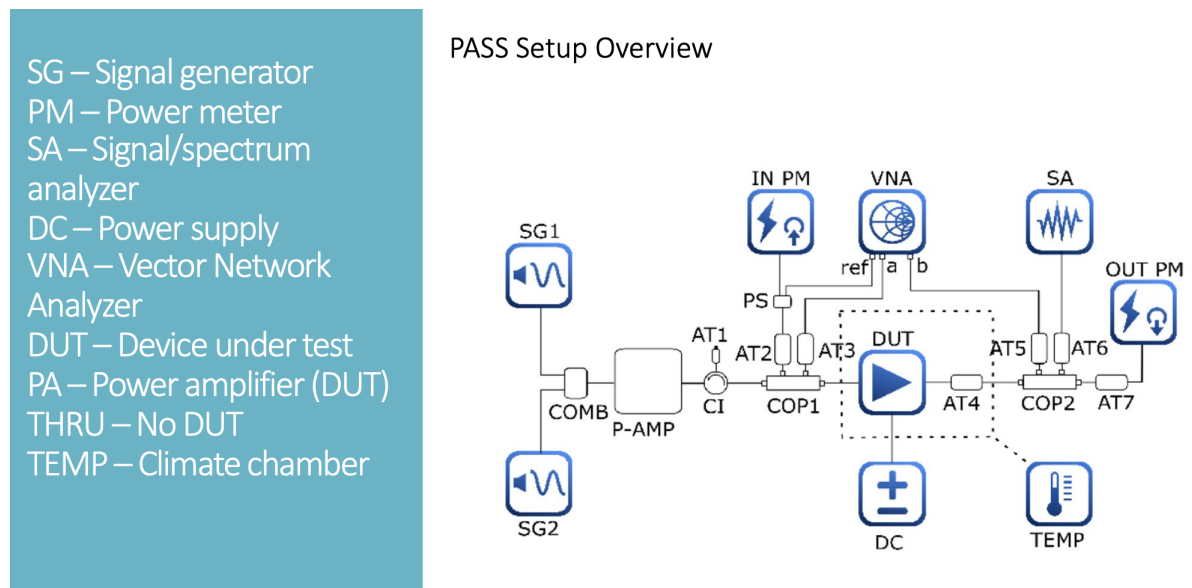 SG – Signal generator
PM – Power meter
SA – Signal/spectrum
analyzer
DC – Power supply
VNA – Vector Network
Analyzer
DUT – Device under test
PA – Power amplifier (DUT)
THRU – No DUT
TEMP – Climate chamber
PASS Setup Overview
IN PM
VNA
SA
SG1
ref
a
b
OUT PM
PS
AT1
AT2
AT3
DUT
AT5
AT6
COMB
P-AMP
CI
COP1
AT4
COP2
AT7
SG2
DC
TEMP